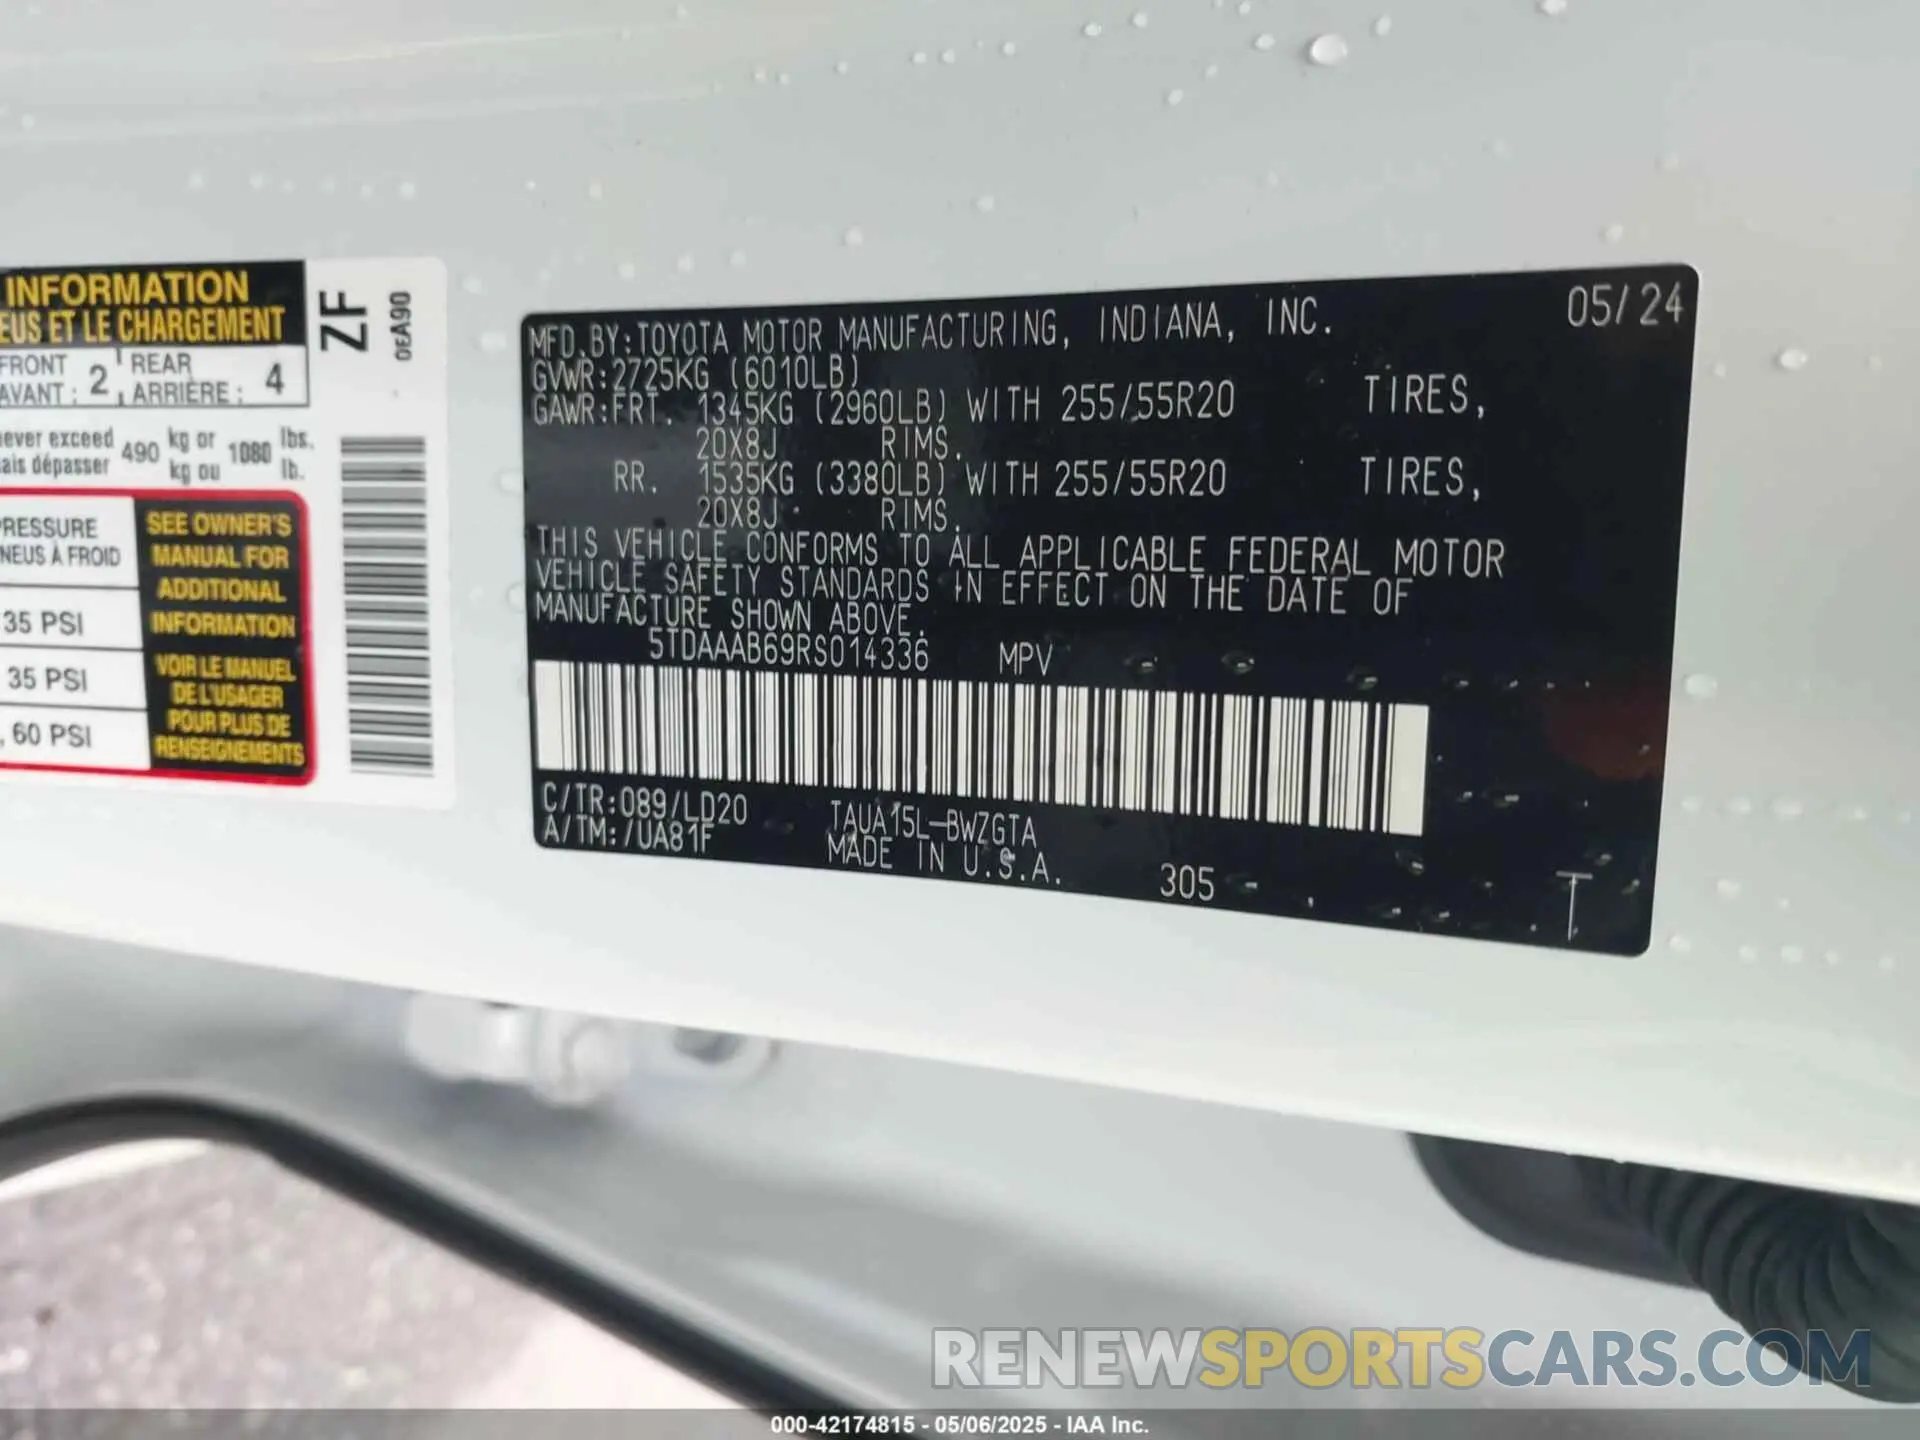 INFORMATION
EUS ET LE CHARGEMENT
FRONT
AVANT : 2
REAR
ARRIÈRE : 4
never exceed 490 kg or 1080 lbs.
ais dépasser kg ou lb.
PRESSURE
NEUS À FROID
35 PSI
35 PSI
, 60 PSI
SEE OWNER'S
MANUAL FOR
ADDITIONAL
INFORMATION
VOIR LE MANUEL
DE L'USAGER
POUR PLUS DE
RENSEIGNEMENTS
ZF
0EA90
MFD.BY:TOYOTA MOTOR MANUFACTURING, INDIANA, INC. 05/24
GVWR:2725KG (6010LB)
GAWR:FRT. 1345KG (2960LB) WITH 255/55R20 TIRES,
20X8J RIMS.
RR. 1535KG (3380LB) WITH 255/55R20 TIRES,
20X8J RIMS.
THIS VEHICLE CONFORMS TO ALL APPLICABLE FEDERAL MOTOR
VEHICLE SAFETY STANDARDS IN EFFECT ON THE DATE OF
MANUFACTURE SHOWN ABOVE.
5TDAAAB69RS014336 MPV
C/TR:089/LD20 TAUA15L-BWZGTA
A/TM:/UA81F MADE IN U.S.A. 305
T
RENEWSPORTSCARS.COM
000-42174815 - 05/06/2025 - IAA Inc.